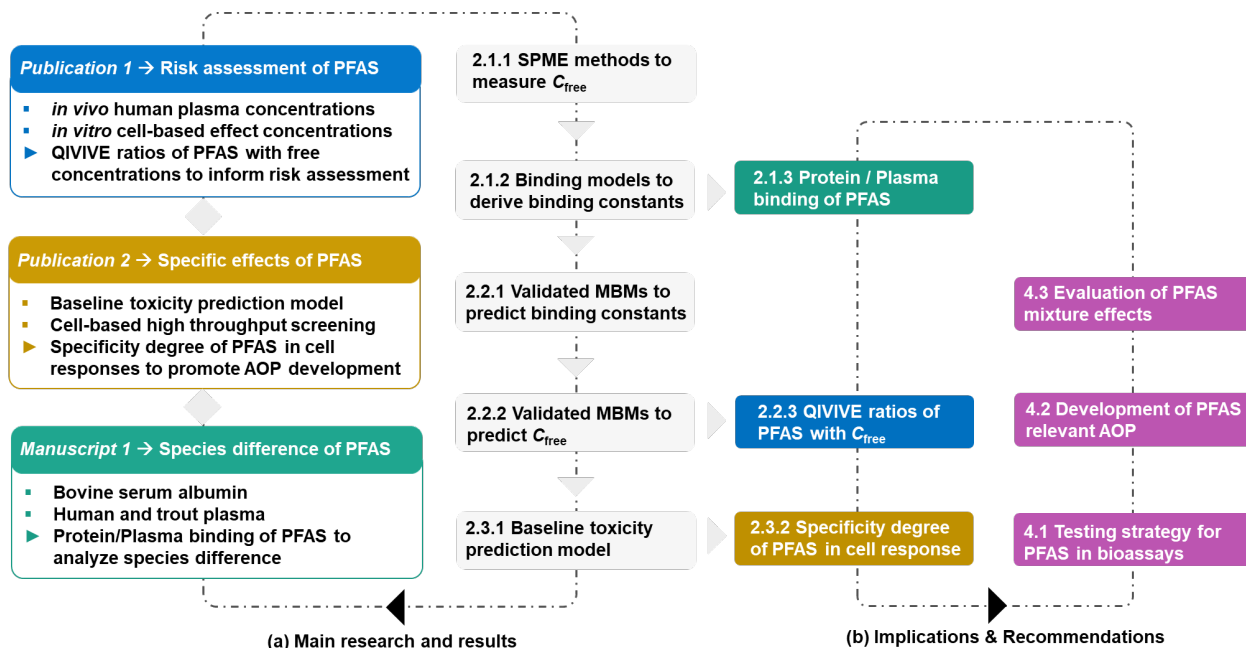 Publication 1 → Risk assessment of PFAS
in vivo human plasma concentrations
in vitro cell-based effect concentrations
QIVIVE ratios of PFAS with free
concentrations to inform risk assessment
Publication 2 → Specific effects of PFAS
Baseline toxicity prediction model
Cell-based high throughput screening
Specificity degree of PFAS in cell
responses to promote AOP development
Manuscript 1 → Species difference of PFAS
Bovine serum albumin
Human and trout plasma
Protein/Plasma binding of PFAS to
analyze species difference
2.1.1 SPME methods to
measure Cfree
2.1.2 Binding models to
derive binding constants
2.2.1 Validated MBMs to
predict binding constants
2.2.2 Validated MBMs to
predict Cfree
2.3.1 Baseline toxicity
prediction model
(a) Main research and results
2.1.3 Protein / Plasma
binding of PFAS
2.2.3 QIVIVE ratios of
PFAS with Cfree
2.3.2 Specificity degree
of PFAS in cell response
4.3 Evaluation of PFAS
mixture effects
4.2 Development of PFAS
relevant AOP
4.1 Testing strategy for
PFAS in bioassays
(b) Implications & Recommendations